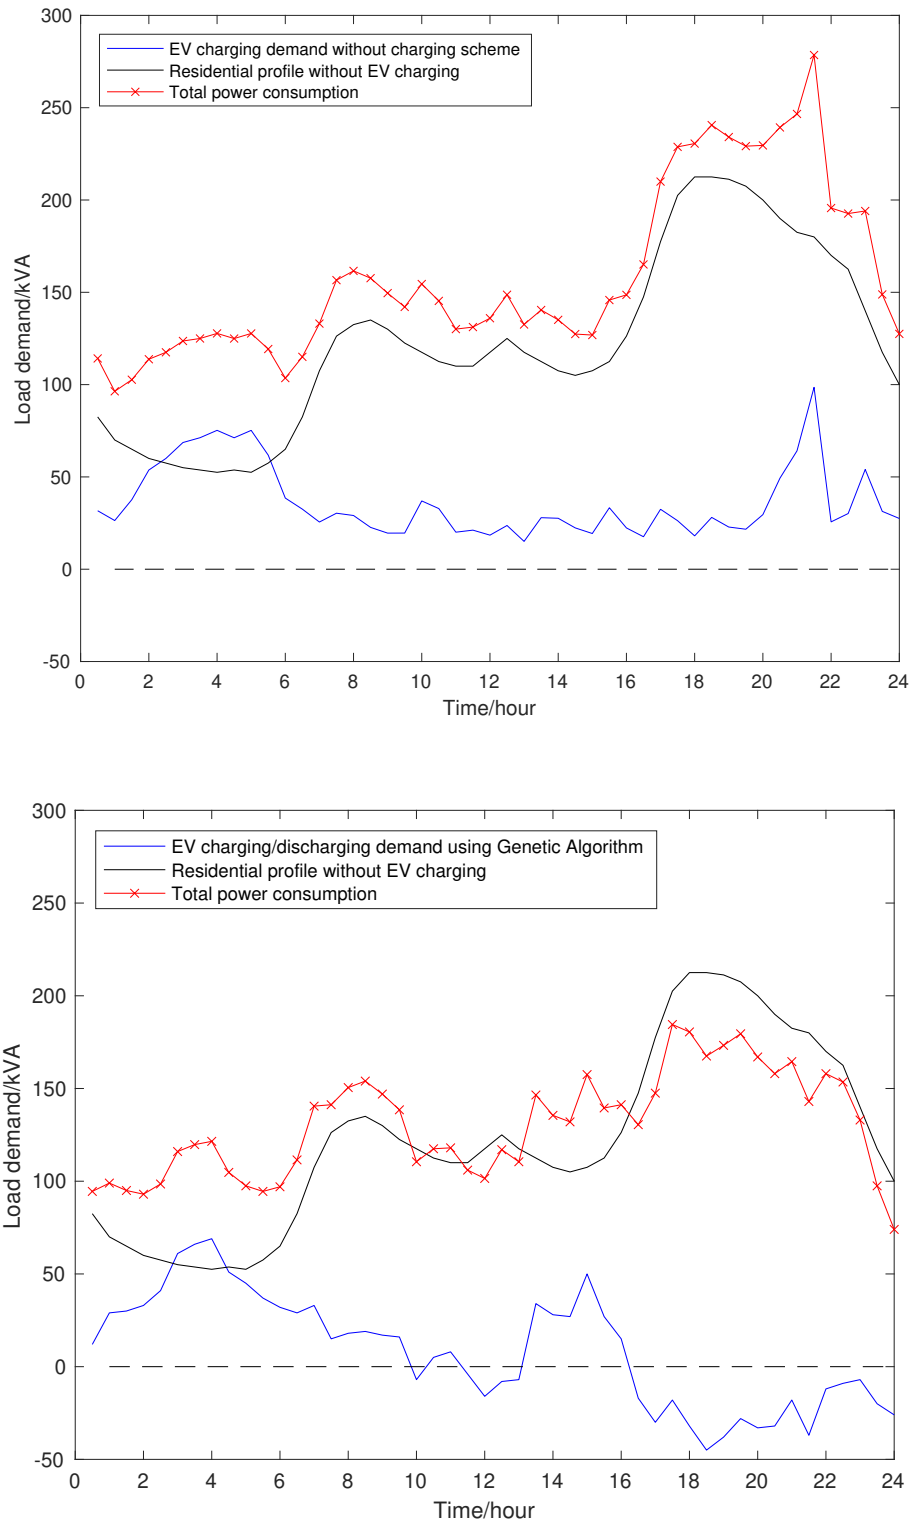 300
250
200
150
100
50
0
-50
Load demand/kVA
EV charging demand without charging scheme
Residential profile without EV charging
Total power consumption
0 2 4 6 8 10 12 14 16 18 20 22 24
Time/hour
300
250
200
150
100
50
0
-50
Load demand/kVA
EV charging/discharging demand using Genetic Algorithm
Residential profile without EV charging
Total power consumption
0 2 4 6 8 10 12 14 16 18 20 22 24
Time/hour